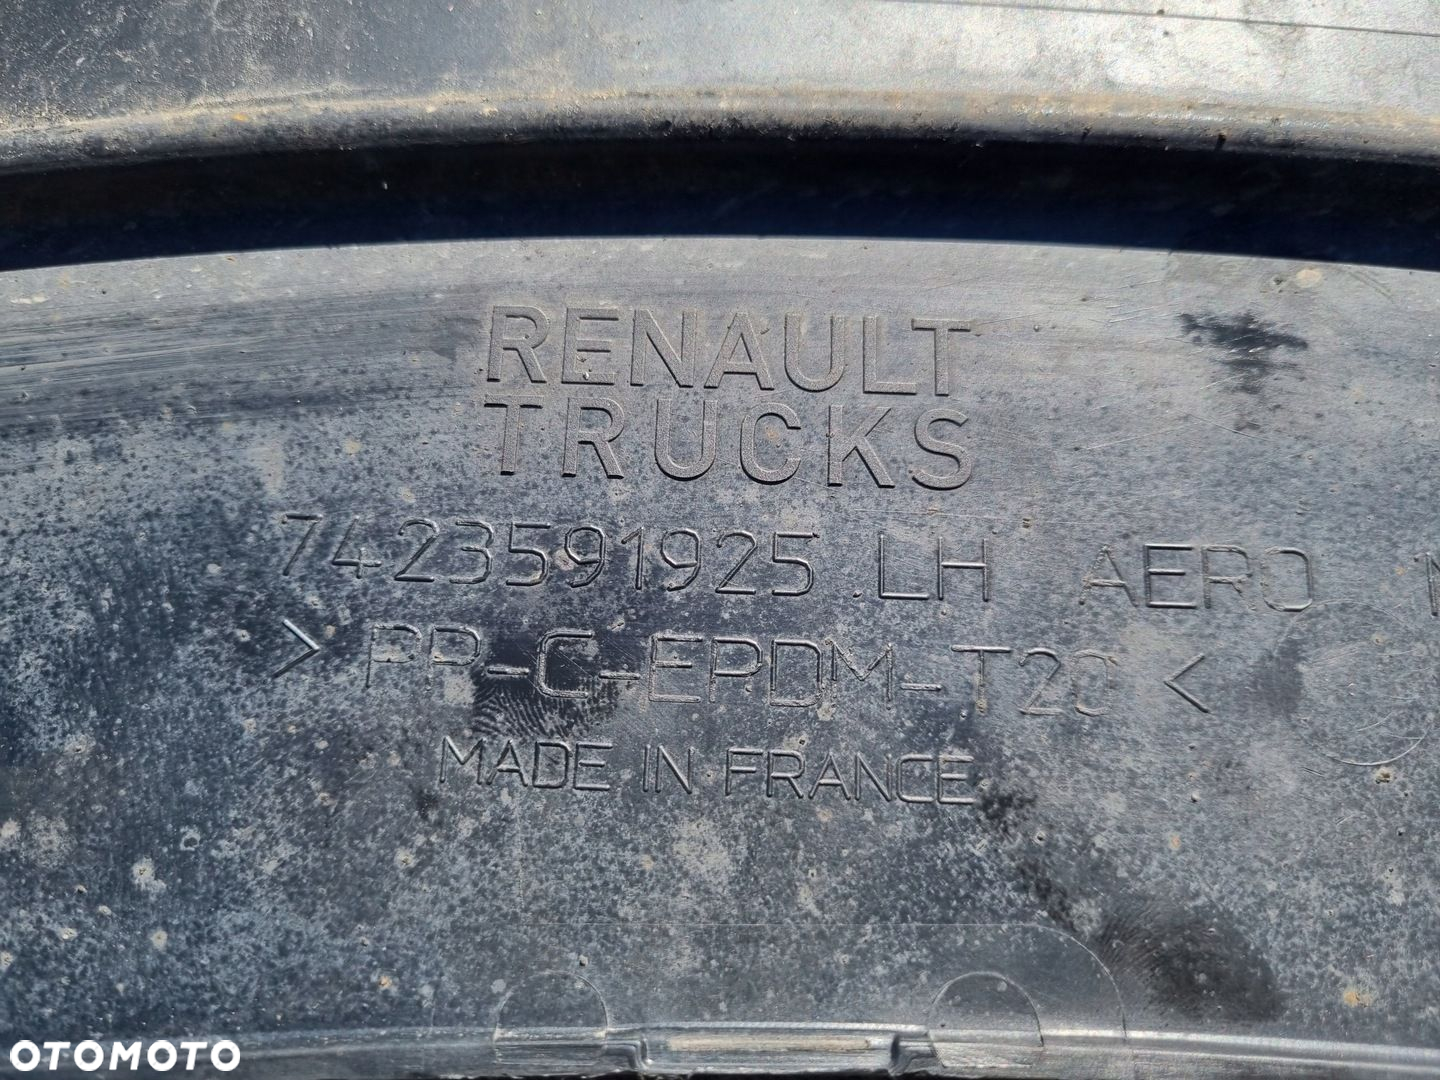 RENAULT
TRUCKS
7423591925 LH AERO
> PP-C-EPDM-T20 <
MADE IN FRANCE
OTOMOTO